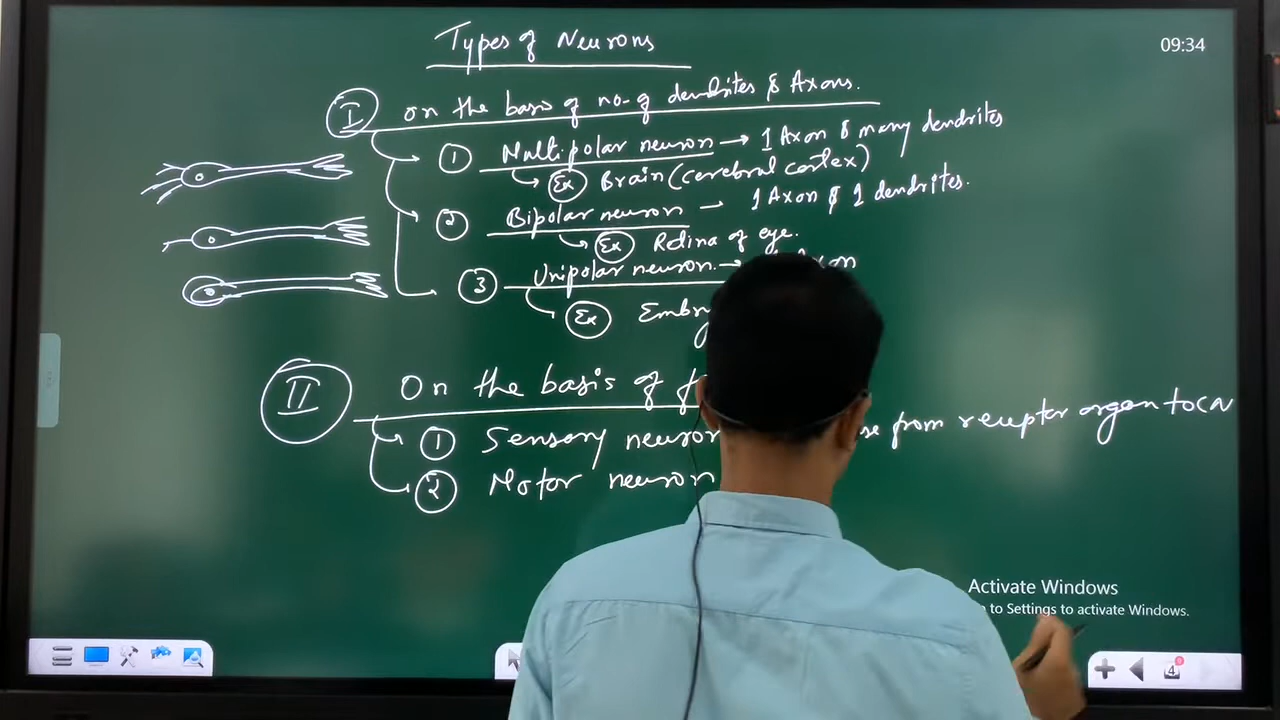 Types of Neurons
09:34
I on the basis of no. of dendrites & Axons.
1 Multipolar neuron → 1 Axon & many dendrites
Ex Brain (cerebral cortex)
2 Bipolar neuron - 1 Axon & 1 dendrites.
Ex Retina of eye.
3 Unipolar neuron → Axon
Ex
II On the basis of
1 Sensory neuron from receptor organ to CN
2 Motor neuron
Activate Windows
to Settings to activate Windows.
4